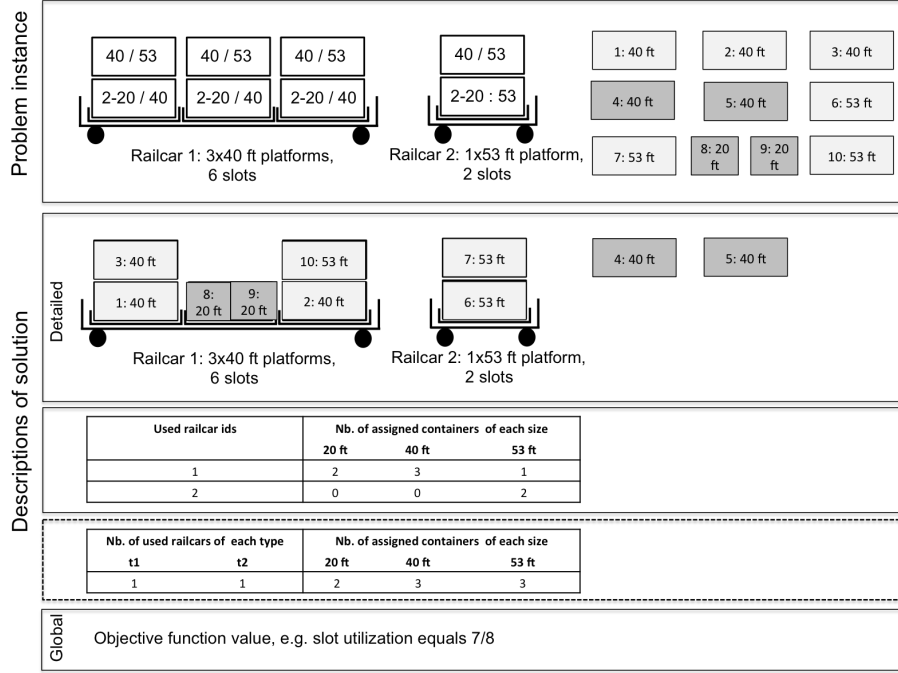 Problem instance
40 / 53
40 / 53
40 / 53
2-20 / 40
2-20 / 40
2-20 / 40
Railcar 1: 3x40 ft platforms,
6 slots
40 / 53
2-20 : 53
Railcar 2: 1x53 ft platform,
2 slots
1: 40 ft
2: 40 ft
3: 40 ft
4: 40 ft
5: 40 ft
6: 53 ft
7: 53 ft
8: 20
ft
9: 20
ft
10: 53 ft
Descriptions of solution
Detailed
3: 40 ft
10: 53 ft
1: 40 ft
8:
20 ft
9:
20 ft
2: 40 ft
Railcar 1: 3x40 ft platforms,
6 slots
7: 53 ft
6: 53 ft
Railcar 2: 1x53 ft platform,
2 slots
4: 40 ft
5: 40 ft
Used railcar ids Nb. of assigned containers of each size
20 ft 40 ft 53 ft
1 2 3 1
2 0 0 2
Nb. of used railcars of each type Nb. of assigned containers of each size
t1 t2 20 ft 40 ft 53 ft
1 1 2 3 3
Global
Objective function value, e.g. slot utilization equals 7/8